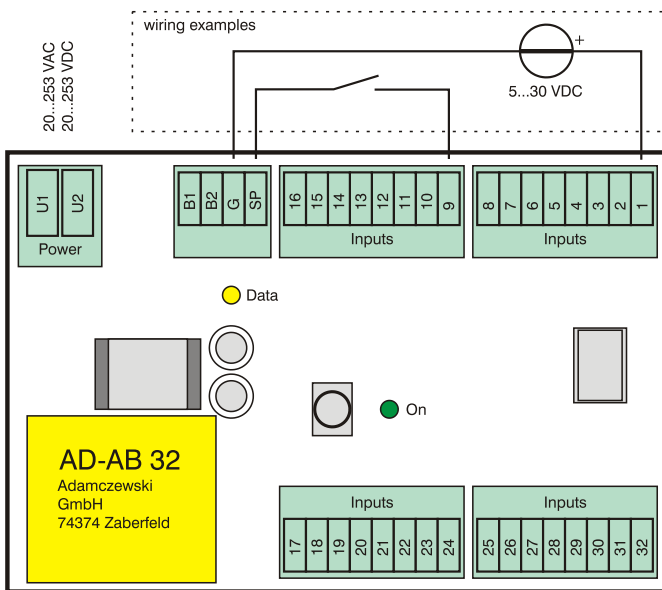 wiring examples
20...253 VAC
20...253 VDC
+
5...30 VDC
U1 U2
Power
B1 B2 G SP
16 15 14 13 12 11 10 9
Inputs
8 7 6 5 4 3 2 1
Inputs
Data
On
AD-AB 32
Adamczewski
GmbH
74374 Zaberfeld
Inputs
17 18 19 20 21 22 23 24
Inputs
25 26 27 28 29 30 31 32